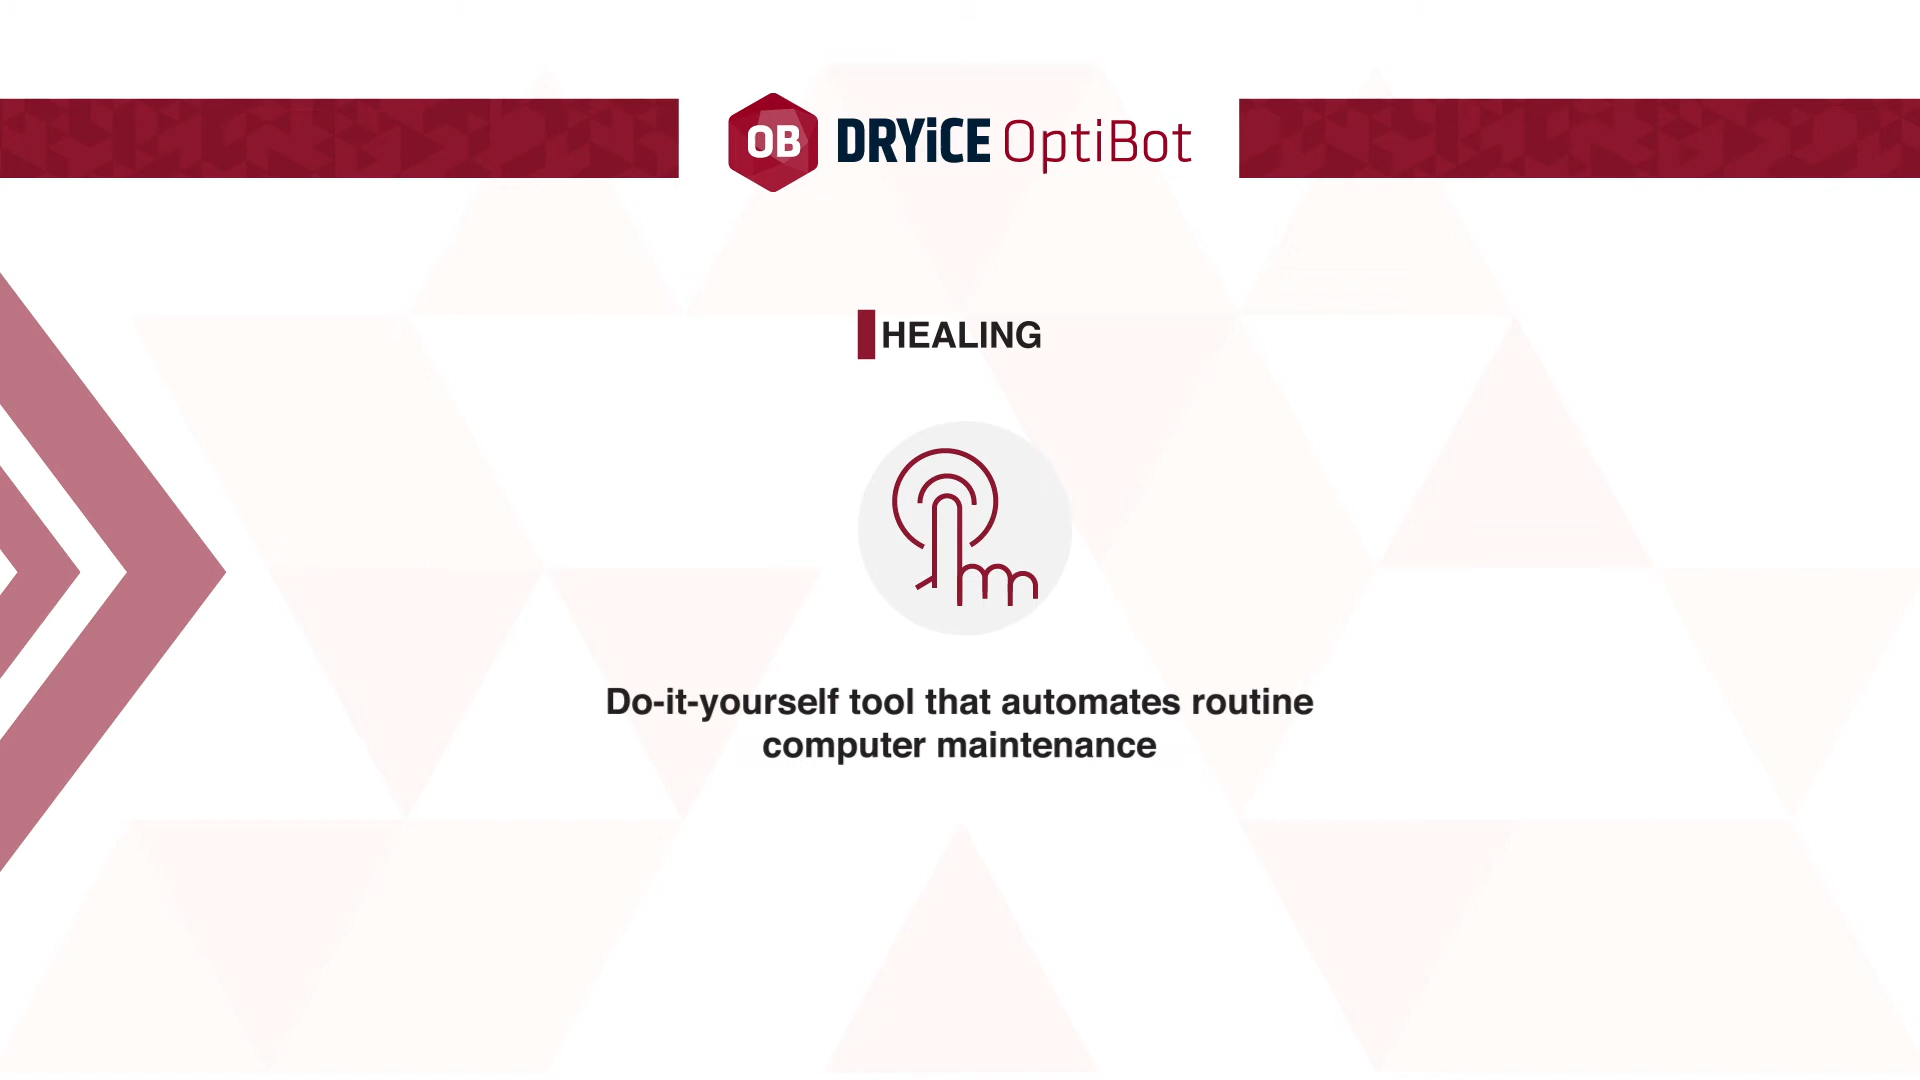 OB DRYiCE OptiBot
HEALING
Do-it-yourself tool that automates routine
computer maintenance